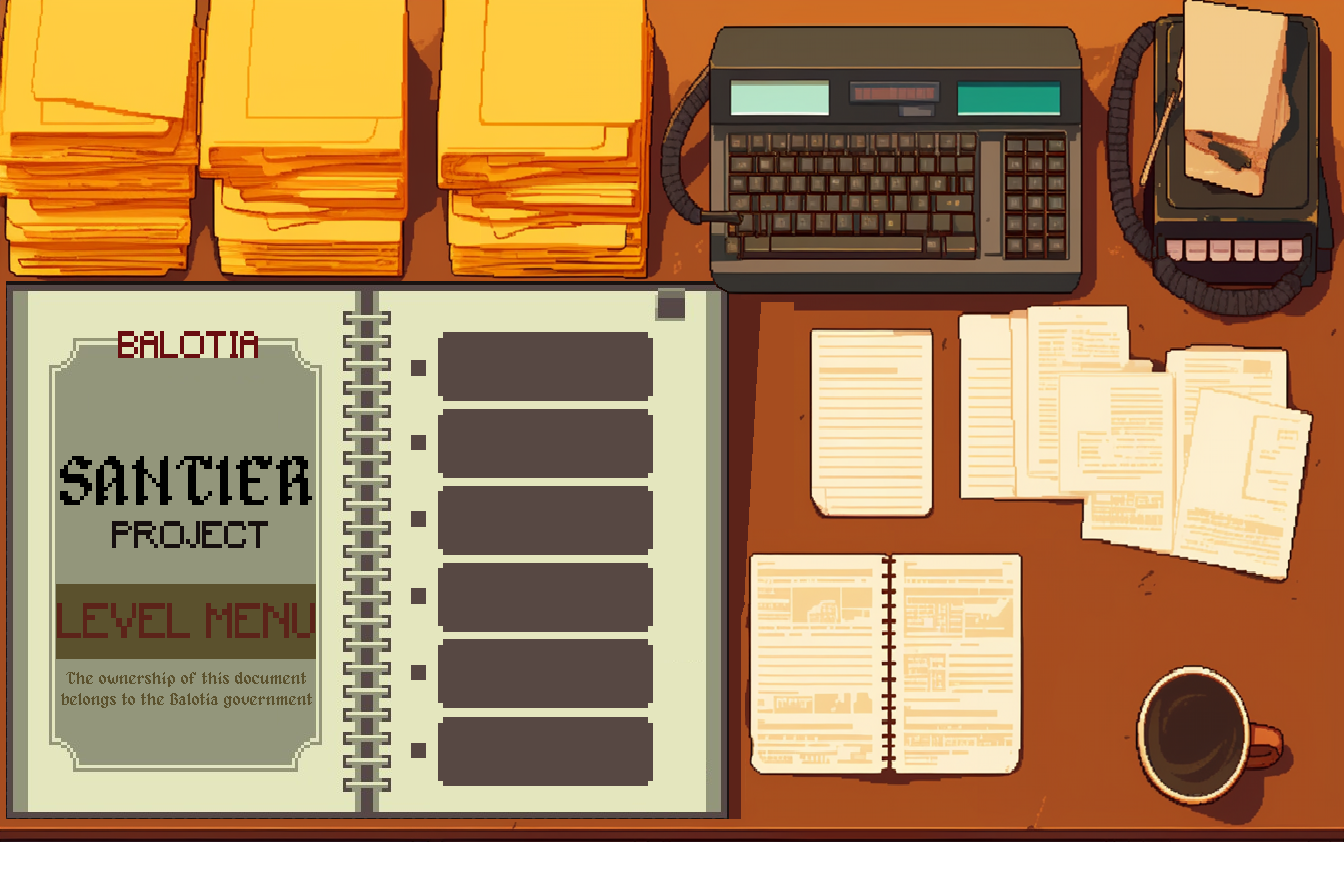 BALOTIA
SANTIER
PROJECT
LEVEL MENU
The ownership of this document
belongs to the Balotia government